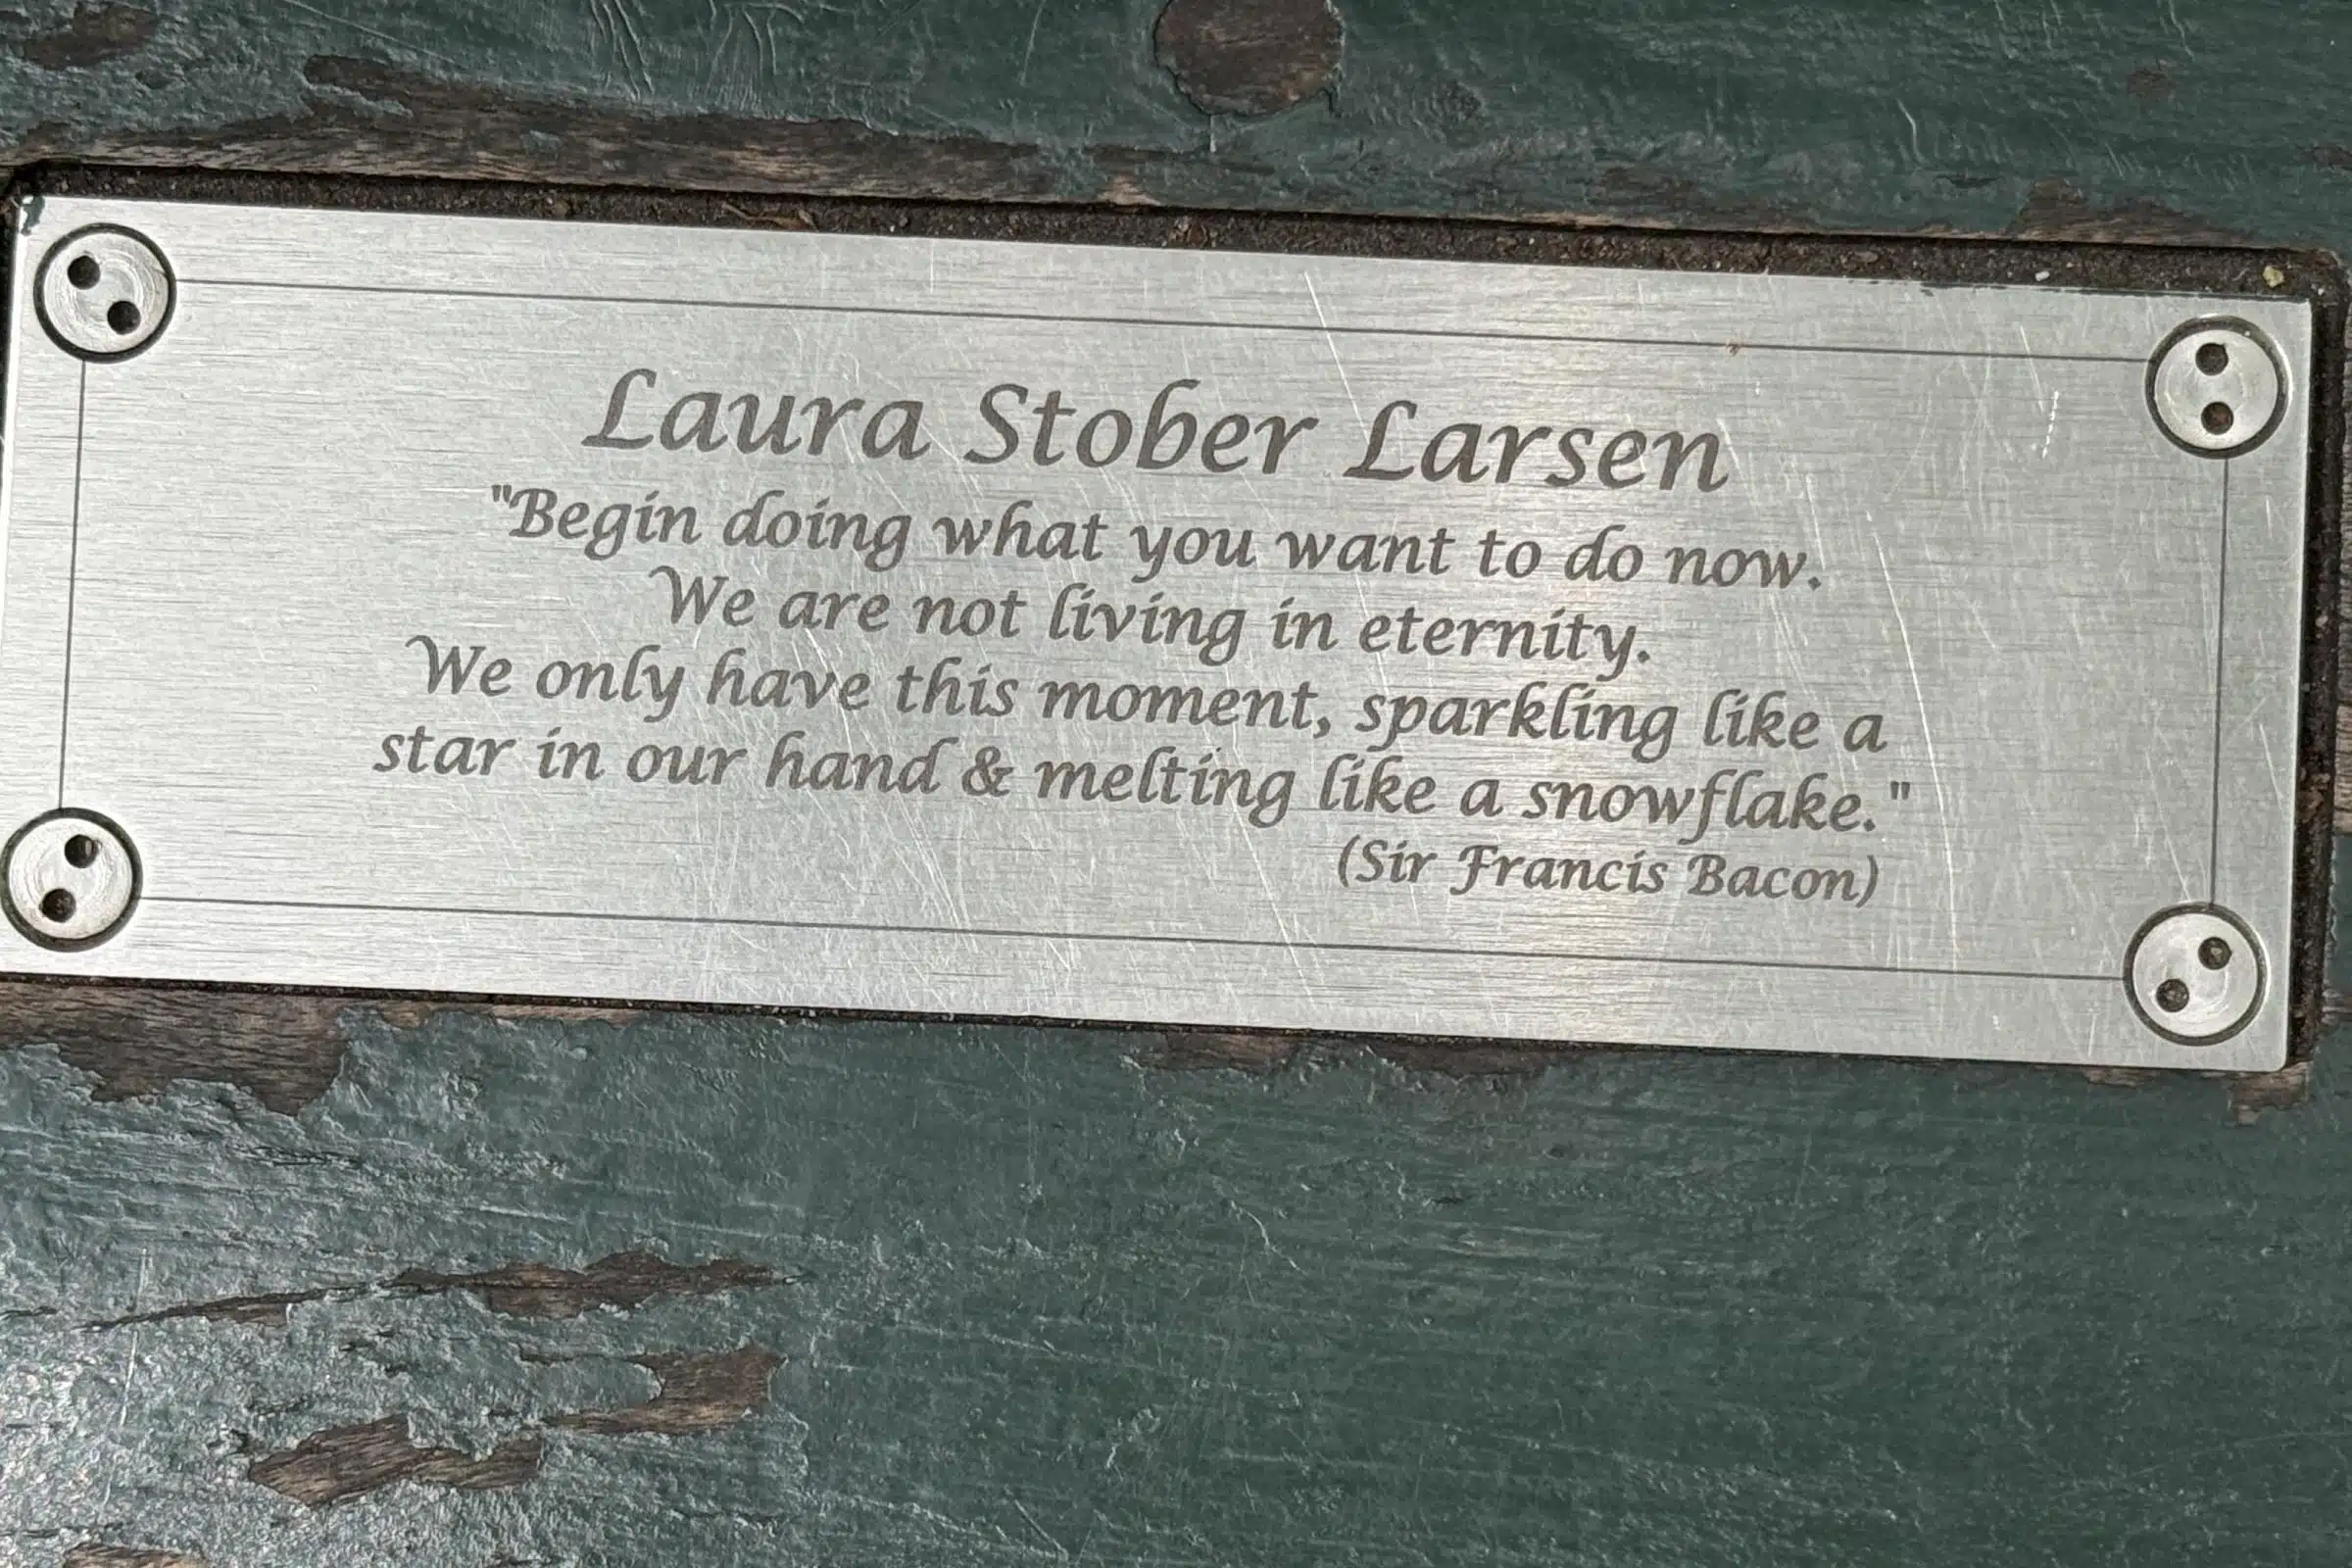 Laura Stober Larsen
"Begin doing what you want to do now.
We are not living in eternity.
We only have this moment, sparkling like a
star in our hand & melting like a snowflake."
(Sir Francis Bacon)